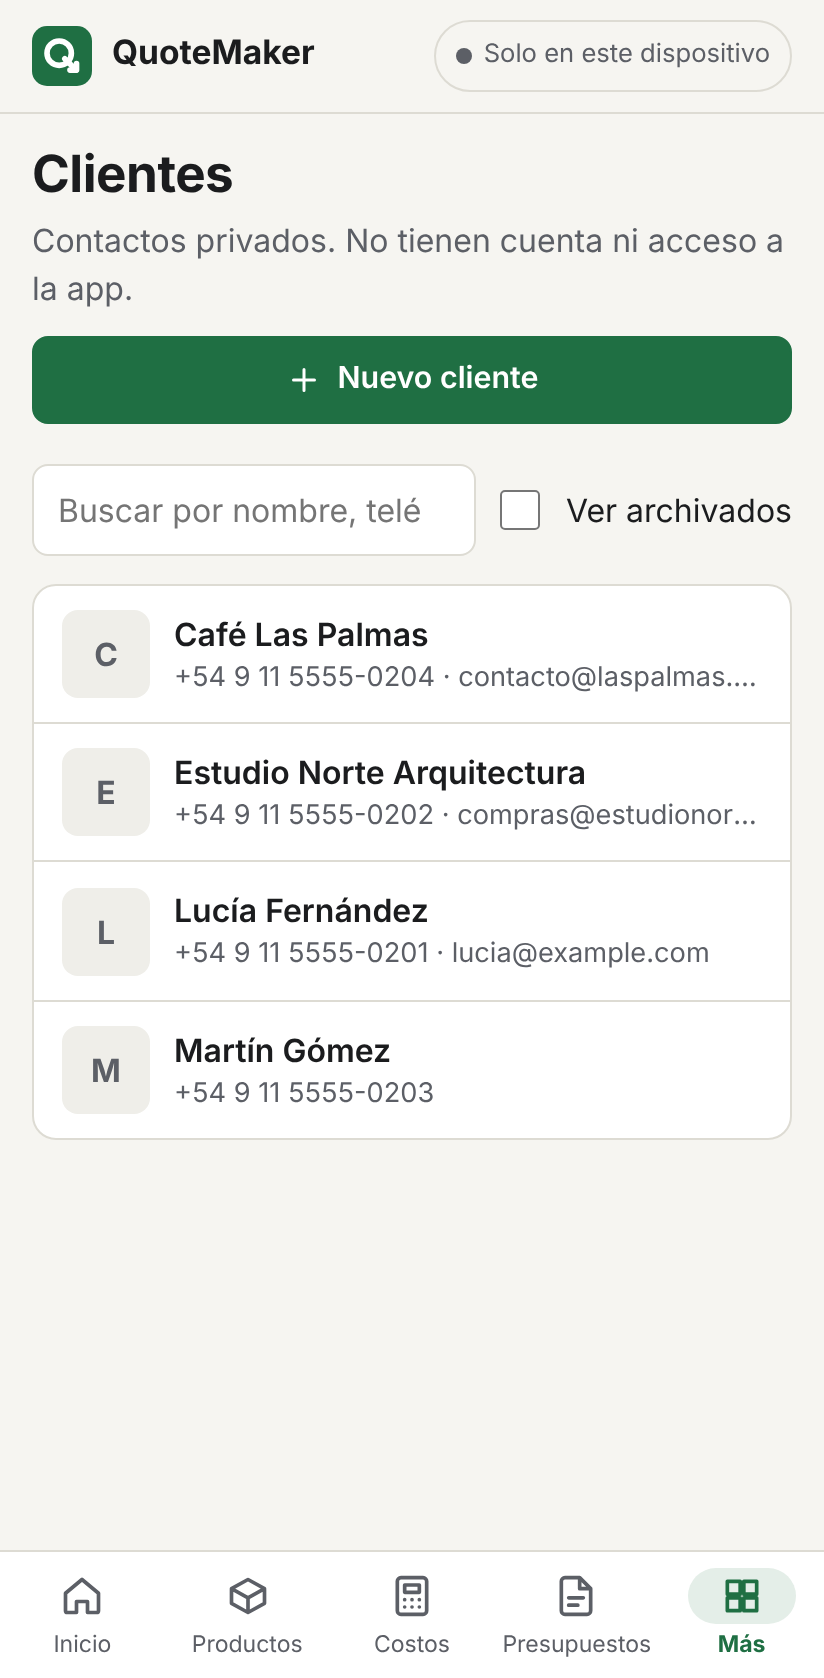 QuoteMaker
Solo en este dispositivo
Clientes
Contactos privados. No tienen cuenta ni acceso a
la app.
Nuevo cliente
Buscar por nombre, telé
Ver archivados
C
Café Las Palmas
+54 9 11 5555-0204 · contacto@laspalmas....
E
Estudio Norte Arquitectura
+54 9 11 5555-0202 · compras@estudionor...
L
Lucía Fernández
+54 9 11 5555-0201 · lucia@example.com
M
Martín Gómez
+54 9 11 5555-0203
Inicio
Productos
Costos
Presupuestos
Más